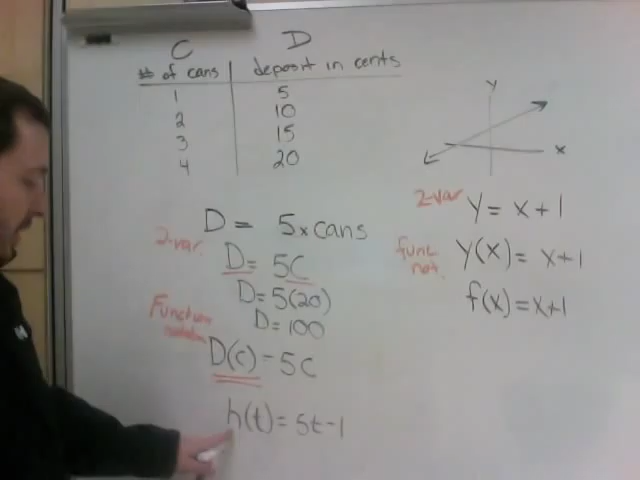 C D
# of cans deposit in cents
1 5
2 10
3 15
4 20
D = 5 x cans
2-var.
D = 5C
D = 5(20)
D = 100
Function notation
D(c) = 5C
h(t) = 5t - 1
y
x
2-var y = x + 1
func not. y(x) = x + 1
f(x) = x + 1